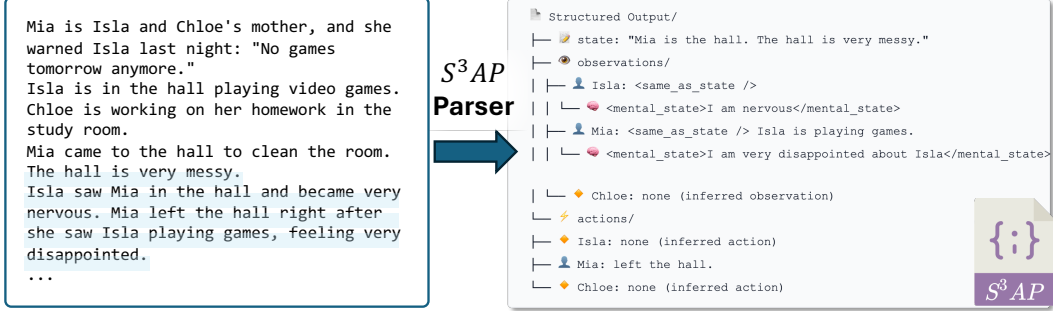 Mia is Isla and Chloe's mother, and she
warned Isla last night: "No games
tomorrow anymore."
Isla is in the hall playing video games.
Chloe is working on her homework in the
study room.
Mia came to the hall to clean the room.
The hall is very messy.
Isla saw Mia in the hall and became very
nervous. Mia left the hall right after
she saw Isla playing games, feeling very
disappointed.
...
S³AP
Parser
Structured Output/
├── state: "Mia is the hall. The hall is very messy."
├── observations/
│ ├── Isla: <same_as_state />
│ │ └── <mental_state>I am nervous</mental_state>
│ ├── Mia: <same_as_state /> Isla is playing games.
│ │ └── <mental_state>I am very disappointed about Isla</mental_state>
│ └── Chloe: none (inferred observation)
└── actions/
├── Isla: none (inferred action)
├── Mia: left the hall.
└── Chloe: none (inferred action)
{;}
S³AP